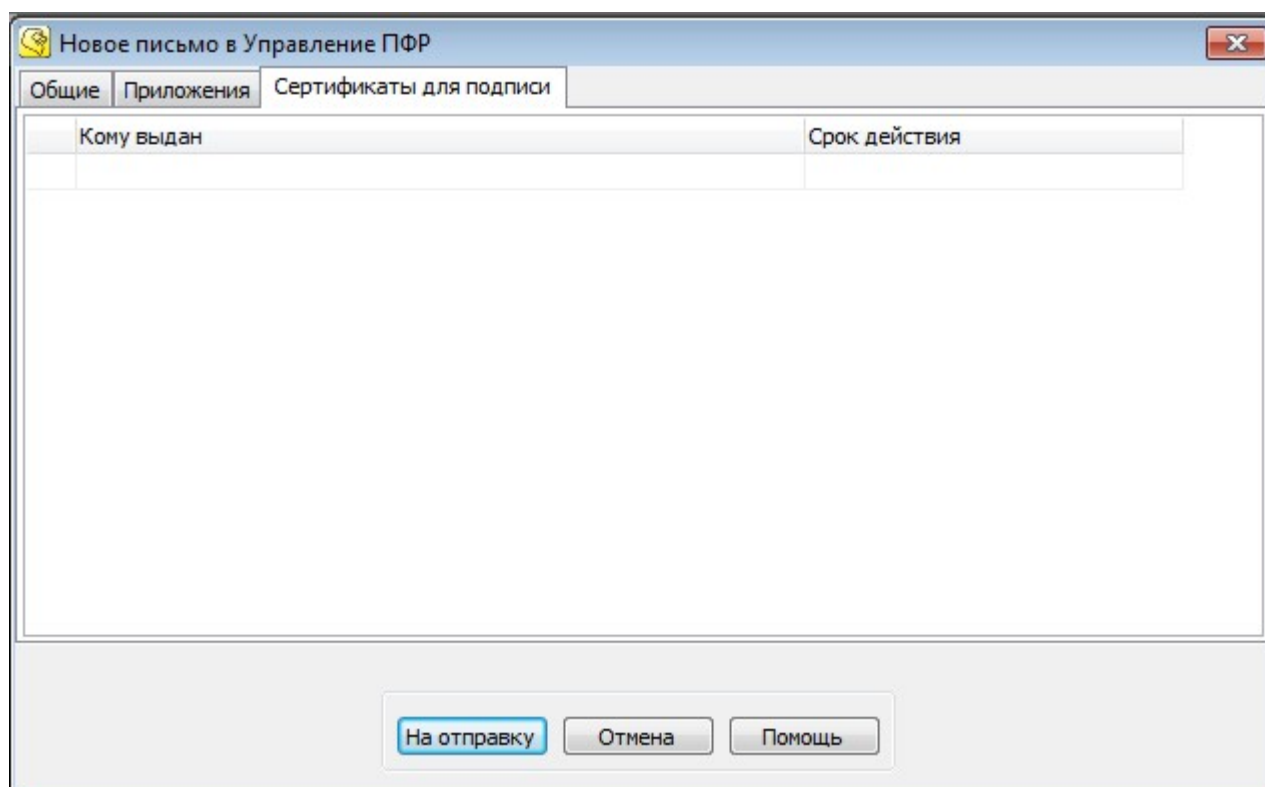 Новое письмо в Управление ПФР
Общие Приложения Сертификаты для подписи
Кому выдан Срок действия
На отправку Отмена Помощь